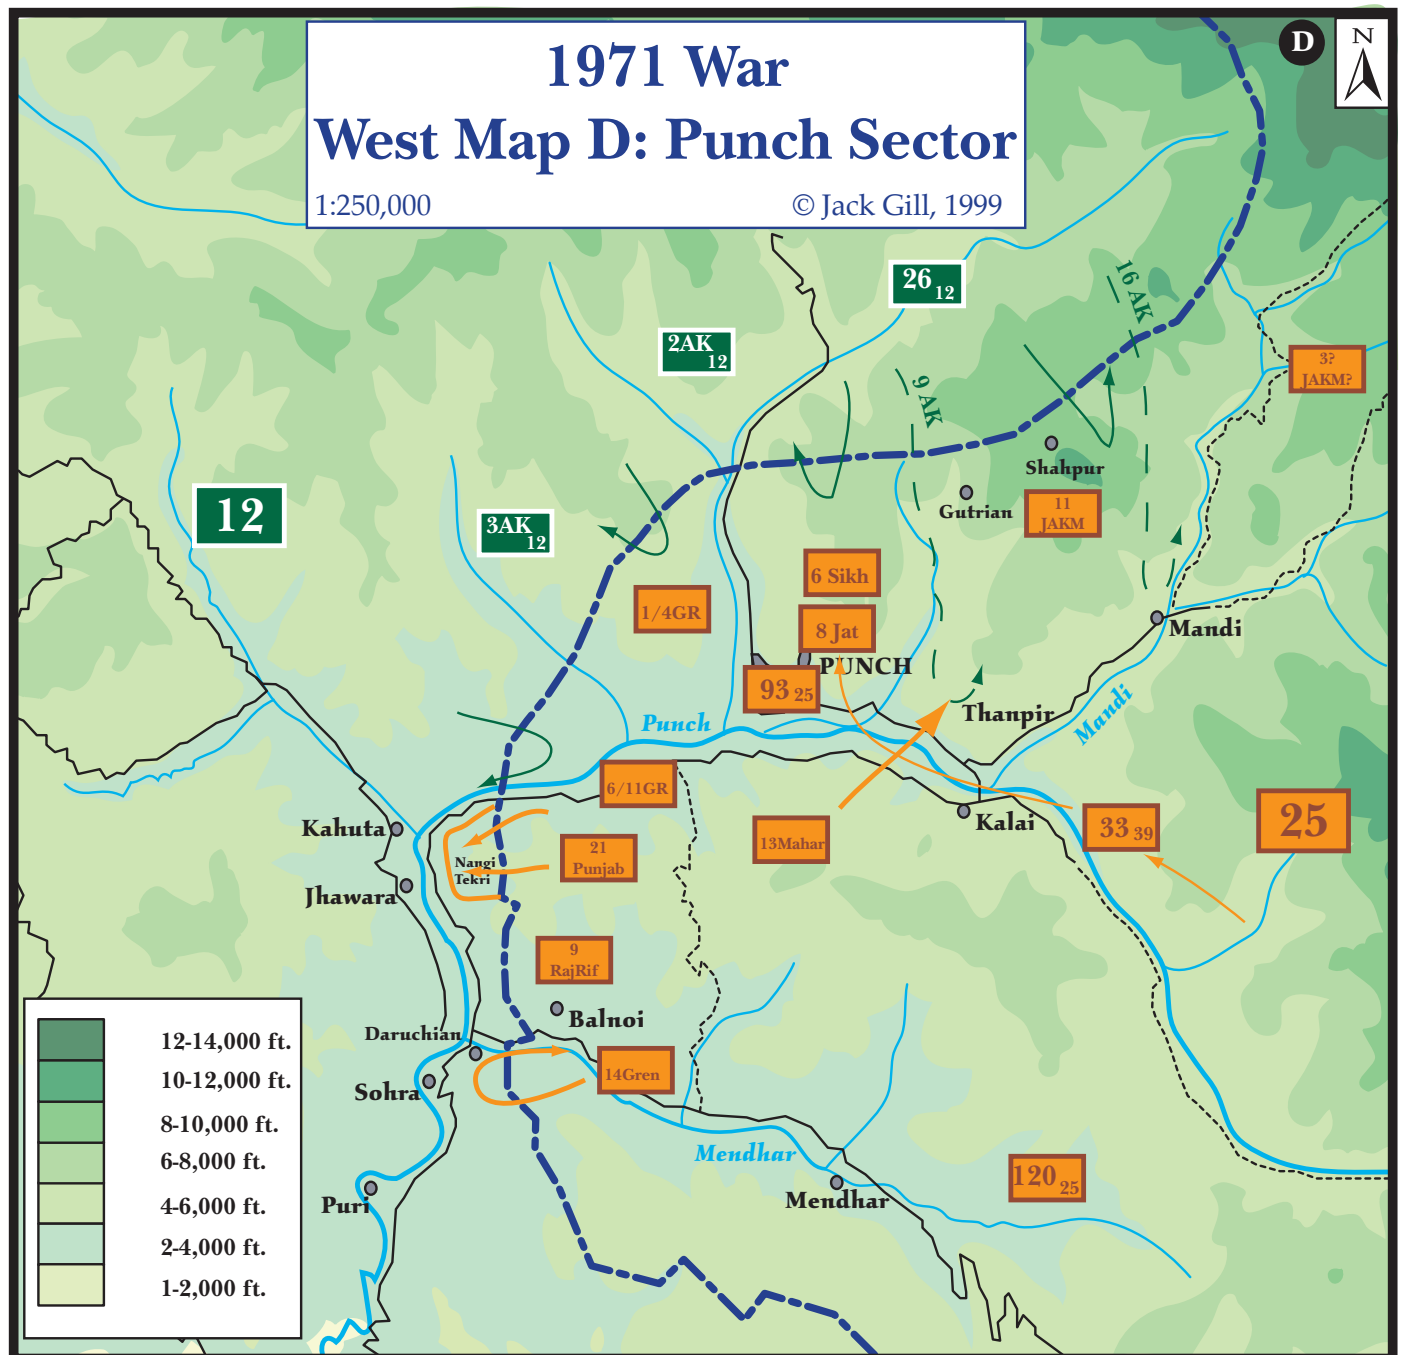 1971 War
West Map D: Punch Sector
1:250,000 © Jack Gill, 1999
D
N
26 12
16 AK
2AK 12
3?
JAKM?
9 AK
Shahpur
12
Gutrian
11
JAKM
3AK 12
6 Sikh
1/4GR
8 Jat
Mandi
PUNCH
93 25
Thanpir
Punch
Mandi
6/11GR
Kahuta
Kalai
33 39
25
13Mahar
21
Punjab
Nangi
Tekri
Jhawara
9
RajRif
Balnoi
Daruchian
14Gren
Sohra
Mendhar
120 25
Mendhar
Puri
12-14,000 ft.
10-12,000 ft.
8-10,000 ft.
6-8,000 ft.
4-6,000 ft.
2-4,000 ft.
1-2,000 ft.